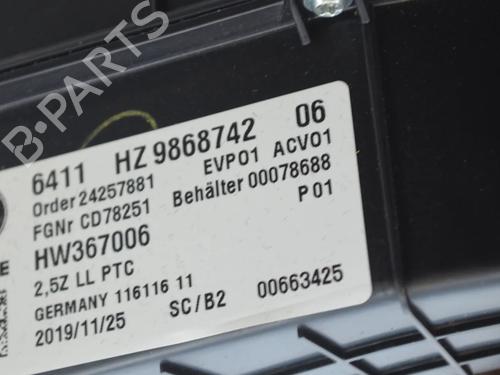 B-PARTS
6411 HZ 9868742 06
Order 24257881 EVP01 ACV01
FGNr CD78251 Behälter 00078688
HW367006 P01
2,5Z LL PTC
GERMANY 116116 11
2019/11/25 SC/B2 00663425
E